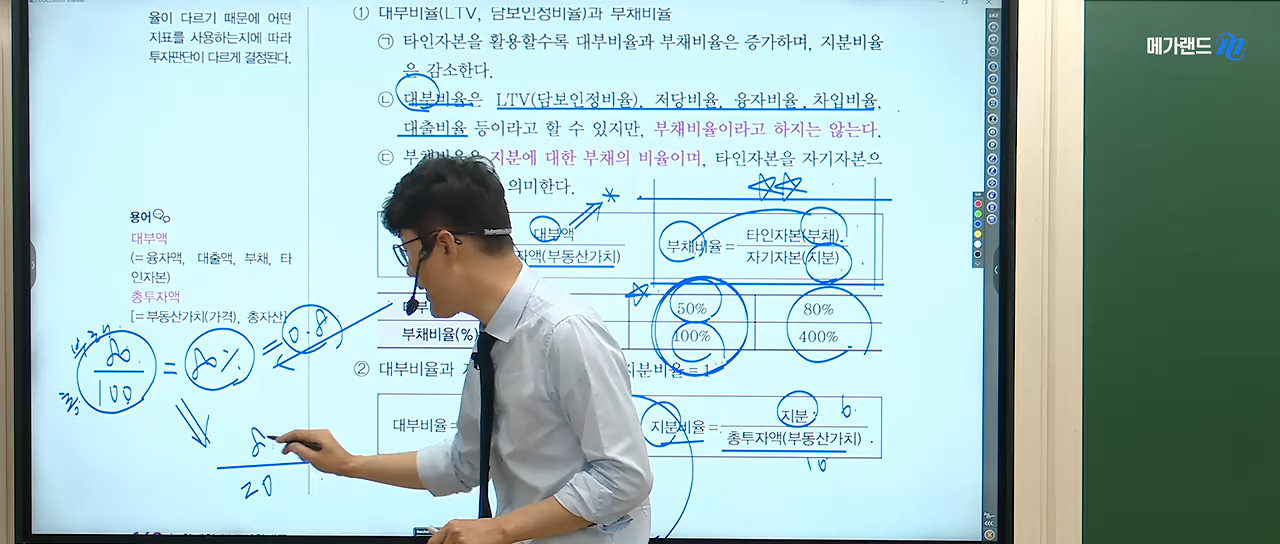 율이 다르기 때문에 어떤
지표를 사용하는지에 따라
투자판단이 다르게 결정된다.
① 대부비율(LTV, 담보인정비율)과 부채비율
㉠ 타인자본을 활용할수록 대부비율과 부채비율은 증가하며, 지분비율
은 감소한다.
㉡ 대부비율은 LTV(담보인정비율), 저당비율, 융자비율, 차입비율,
대출비율 등이라고 할 수 있지만, 부채비율이라고 하지는 않는다.
㉢ 부채비율은 지분에 대한 부채의 비율이며, 타인자본을 자기자본으
의미한다.
용어
대부액
(=융자액, 대출액, 부채, 타
인자본)
총투자액
[=부동산가치(가격), 총자산]
대부액
자액(부동산가치)
부채비율 = 타인자본(부채)
자기자본(지분)
50% 80%
부채비율(%) 100% 400%
80
100
= 80% = 0.8
8
20
② 대부비율과 지분비율 = 1
대부비율 =
지분비율 = 지분 6
총투자액(부동산가치)
10
메가랜드